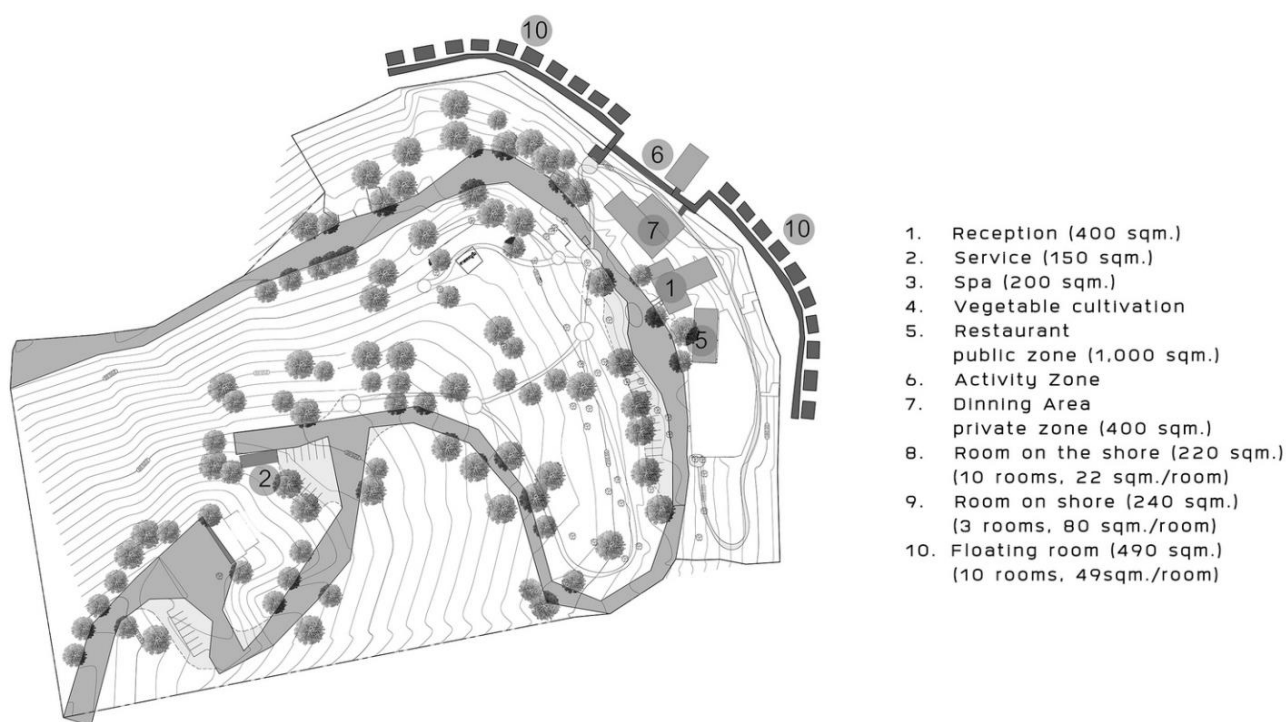 10
6
7
10
1
5
2
1. Reception (400 sqm.)
2. Service (150 sqm.)
3. Spa (200 sqm.)
4. Vegetable cultivation
5. Restaurant
public zone (1,000 sqm.)
6. Activity Zone
7. Dinning Area
private zone (400 sqm.)
8. Room on the shore (220 sqm.)
(10 rooms, 22 sqm./room)
9. Room on shore (240 sqm.)
(3 rooms, 80 sqm./room)
10. Floating room (490 sqm.)
(10 rooms, 49sqm./room)